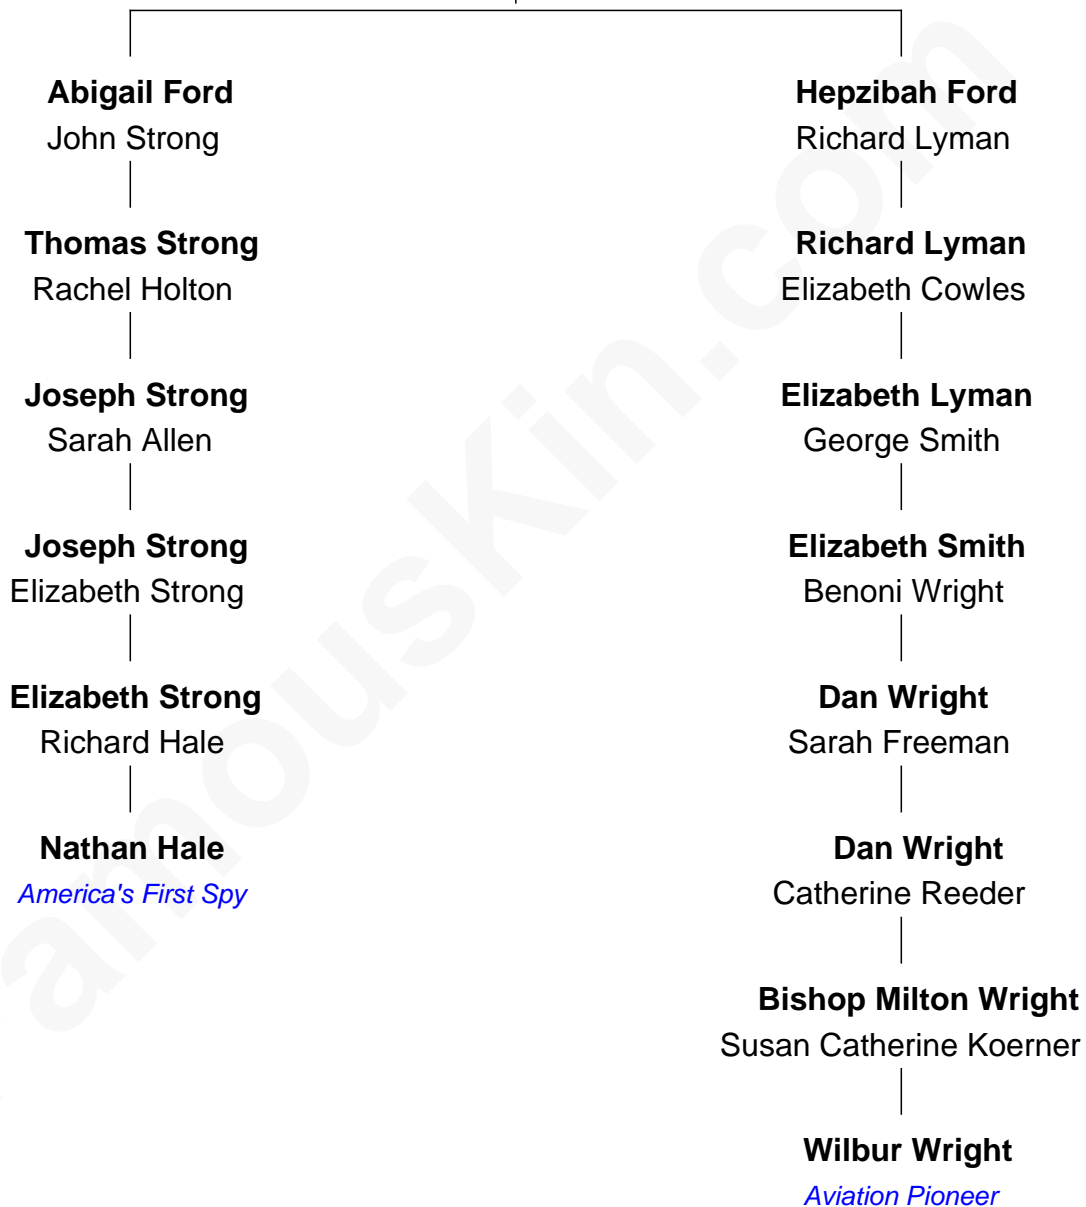 Abigail Ford
John Strong
Hepzibah Ford
Richard Lyman
Thomas Strong
Rachel Holton
Richard Lyman
Elizabeth Cowles
Joseph Strong
Sarah Allen
Elizabeth Lyman
George Smith
Joseph Strong
Elizabeth Strong
Elizabeth Smith
Benoni Wright
Elizabeth Strong
Richard Hale
Dan Wright
Sarah Freeman
Nathan Hale
America's First Spy
Dan Wright
Catherine Reeder
Bishop Milton Wright
Susan Catherine Koerner
Wilbur Wright
Aviation Pioneer
amouskin.com